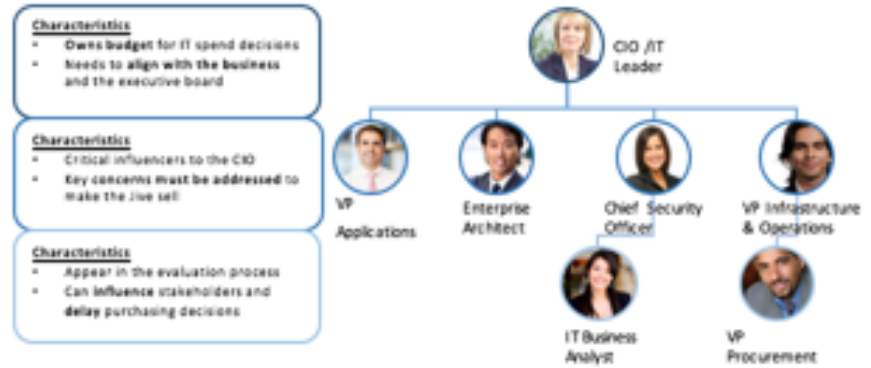 Characteristics
• Owns budget for IT spend decisions
• Needs to align with the business
and the executive board
Characteristics
• Critical influencers to the CIO
• Key concerns must be addressed to
make the Jive sell
Characteristics
• Appear in the evaluation process
• Can influence stakeholders and
delay purchasing decisions
CIO /IT
Leader
VP
Applications
Enterprise
Architect
Chief Security
Officer
VP Infrastructure
& Operations
IT Business
Analyst
VP
Procurement